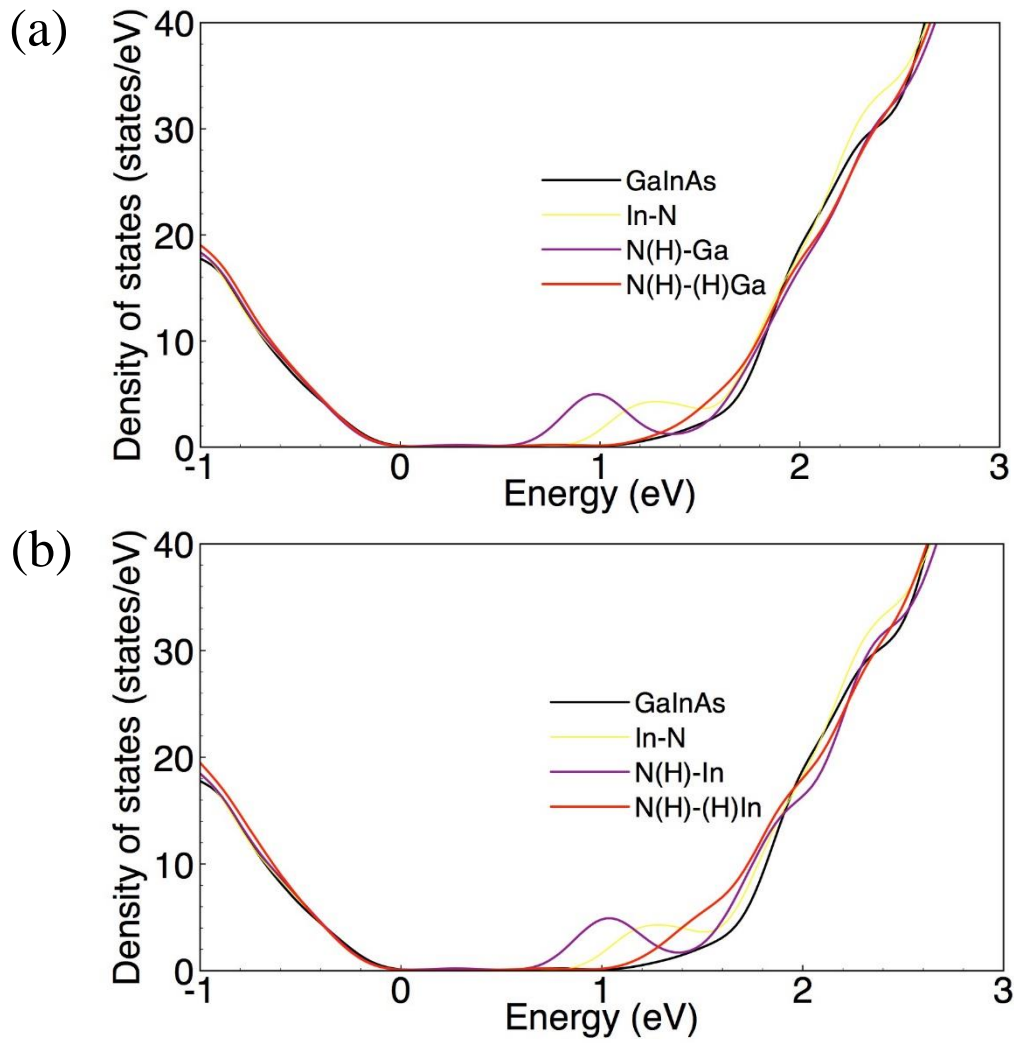 (a)
Density of states (states/eV)
40
30
20
10
0
GaInAs
In-N
N(H)-Ga
N(H)-(H)Ga
-1 0 1 2 3
Energy (eV)
(b)
Density of states (states/eV)
40
30
20
10
0
GaInAs
In-N
N(H)-In
N(H)-(H)In
-1 0 1 2 3
Energy (eV)